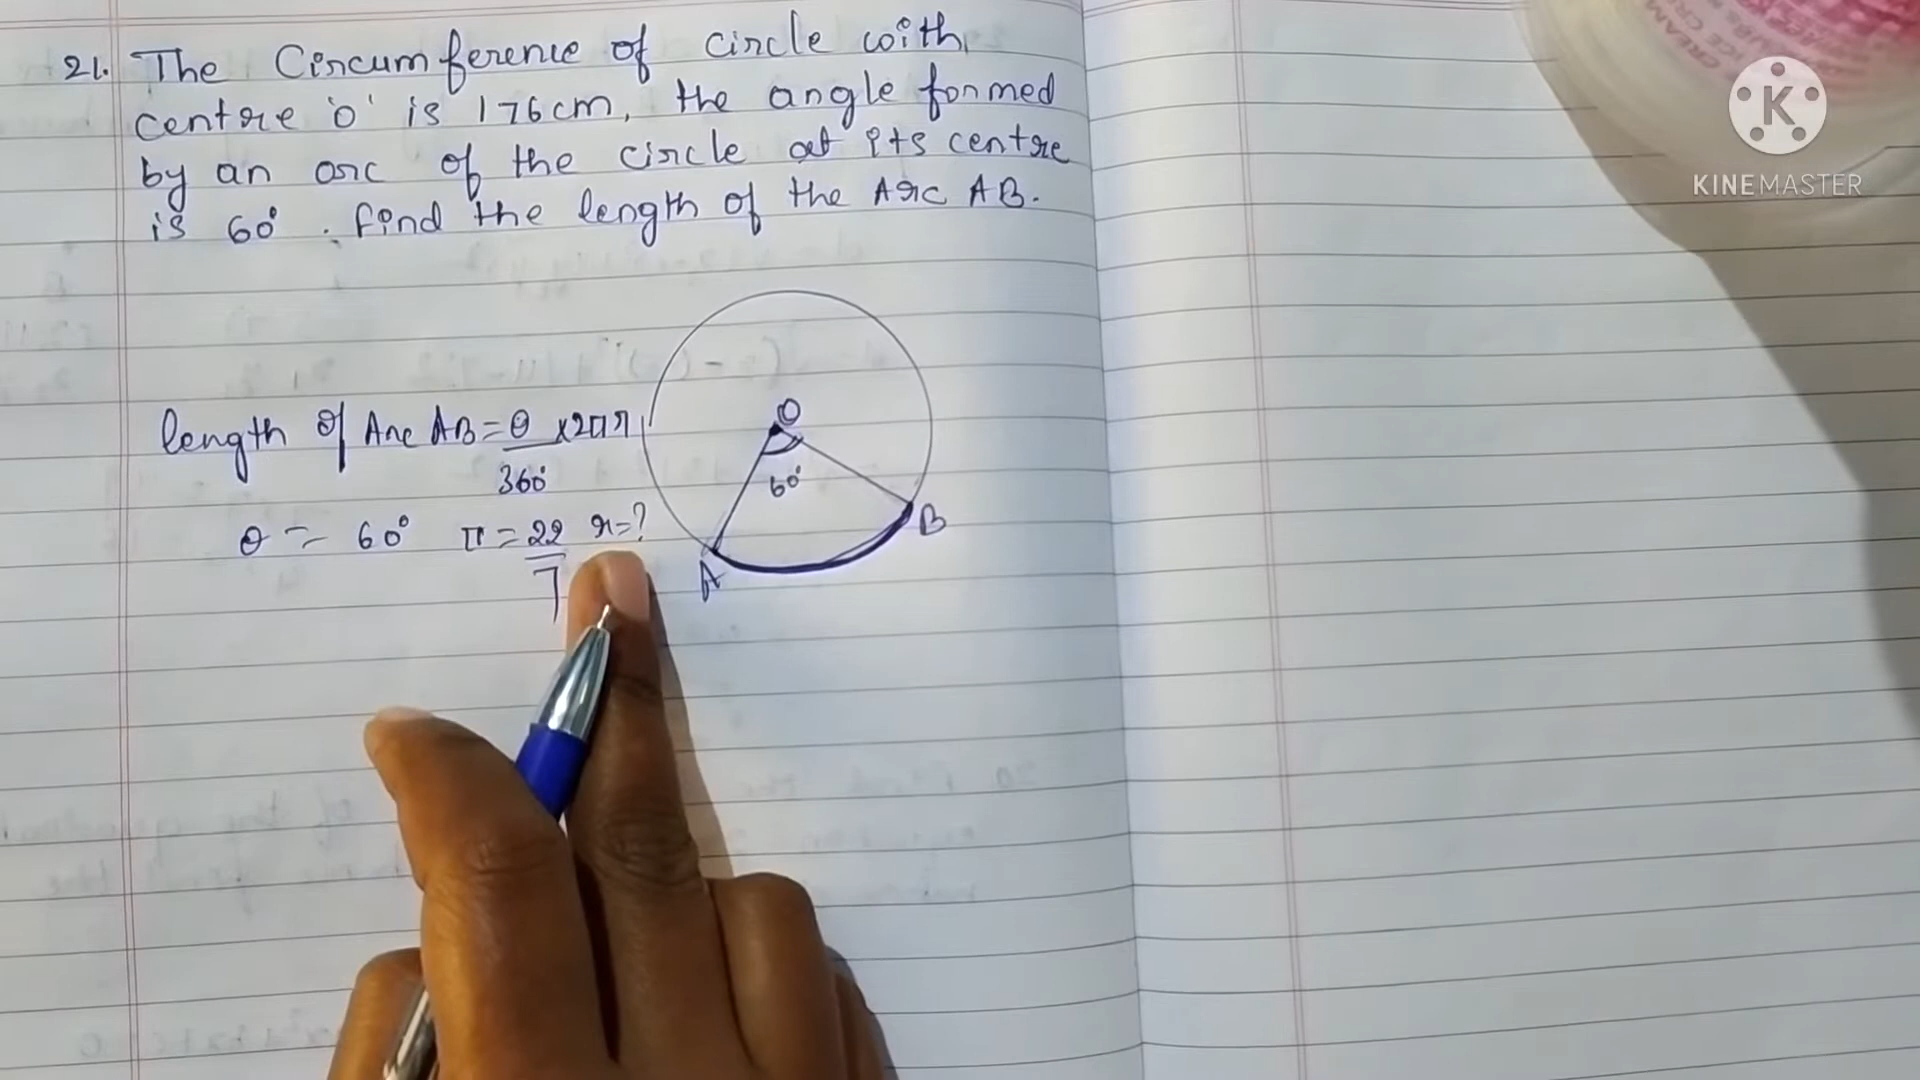 21. The Circumference of circle with
centre 'O' is 176cm, the angle formed
by an arc of the circle at its centre
is 60°. find the length of the Arc AB.
length of Arc AB = θ/360° x2πr
O
60°
θ = 60° π = 22/7 r=?
B
A
K
KINEMASTER
CREAM